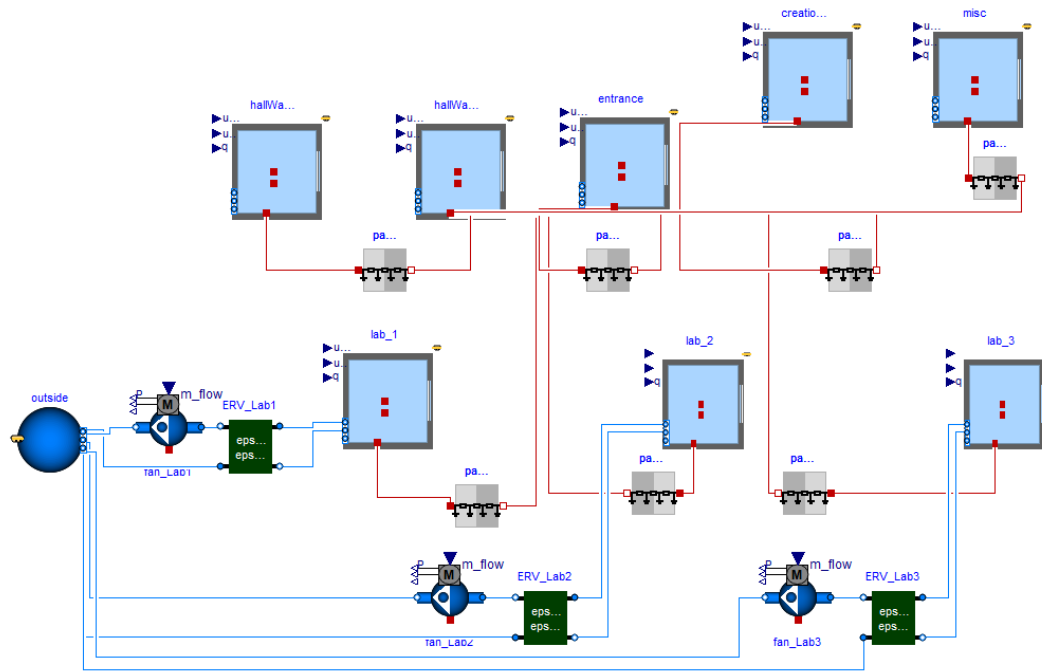 creatio...
misc
u...
u..
q
u...
u..
q
hallWa...
hallWa...
entrance
u...
u...
q
u...
u...
q
u...
u..
q
pa...
pa...
pa...
pa...
lab_1
lab_2
lab_3
u...
u...
q
q
q
outside
P
m_flow
M
ERV_Lab1
eps...
eps...
fan_Lab1
pa...
pa...
pa...
P
m_flow
M
ERV_Lab2
eps...
eps...
fan_Lab2
P
m_flow
M
ERV_Lab3
eps...
eps...
fan_Lab3